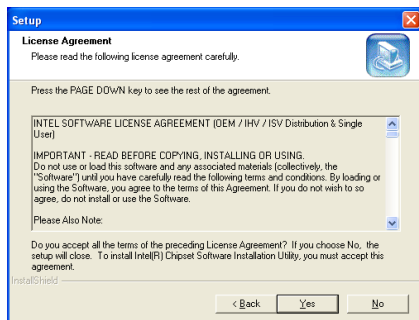 Setup
License Agreement
Please read the following license agreement carefully.
Press the PAGE DOWN key to see the rest of the agreement.
INTEL SOFTWARE LICENSE AGREEMENT (OEM / IHV / ISV Distribution & Single
User)
IMPORTANT - READ BEFORE COPYING, INSTALLING OR USING.
Do not use or load this software and any associated materials (collectively, the
"Software") until you have carefully read the following terms and conditions. By loading or
using the Software, you agree to the terms of this Agreement. If you do not wish to so
agree, do not install or use the Software.
Please Also Note:
Do you accept all the terms of the preceding License Agreement? If you choose No, the
setup will close. To install Intel(R) Chipset Software Installation Utility, you must accept this
agreement.
InstallShield
< Back Yes No